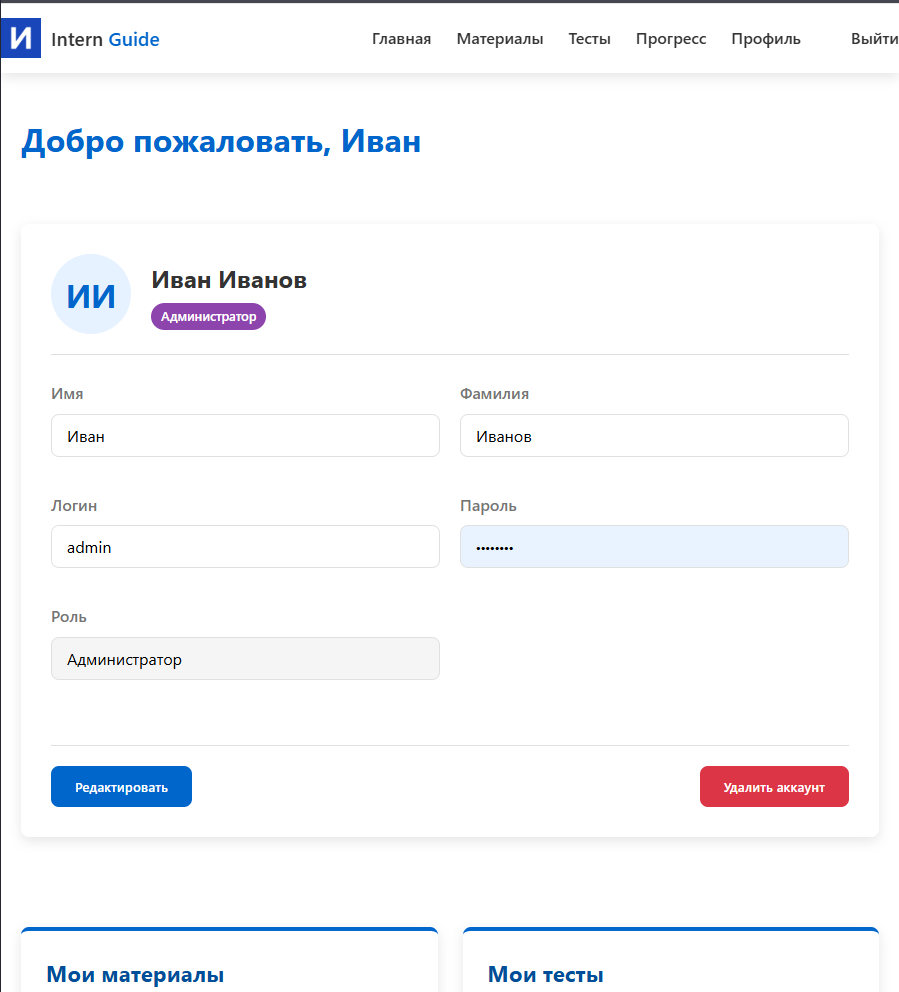 И Intern Guide Главная Материалы Тесты Прогресс Профиль Выйти
Добро пожаловать, Иван
ИИ
Иван Иванов
Администратор
Имя Фамилия
Иван Иванов
Логин Пароль
admin ••••••••
Роль
Администратор
Редактировать Удалить аккаунт
Мои материалы Мои тесты